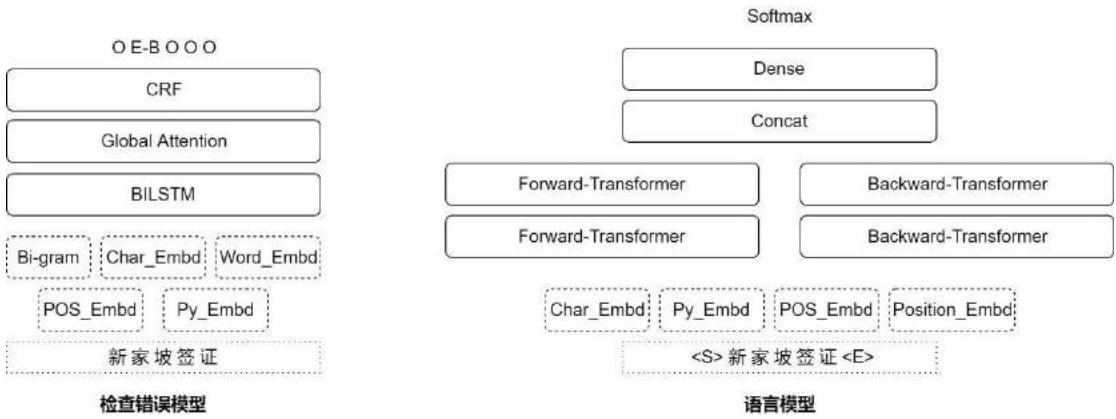 O E-B O O O
CRF
Global Attention
BILSTM
Bi-gram Char_Embd Word_Embd
POS_Embd Py_Embd
新家坡签证
检查错误模型
Softmax
Dense
Concat
Forward-Transformer Backward-Transformer
Forward-Transformer Backward-Transformer
Char_Embd Py_Embd POS_Embd Position_Embd
<S> 新家坡签证 <E>
语言模型